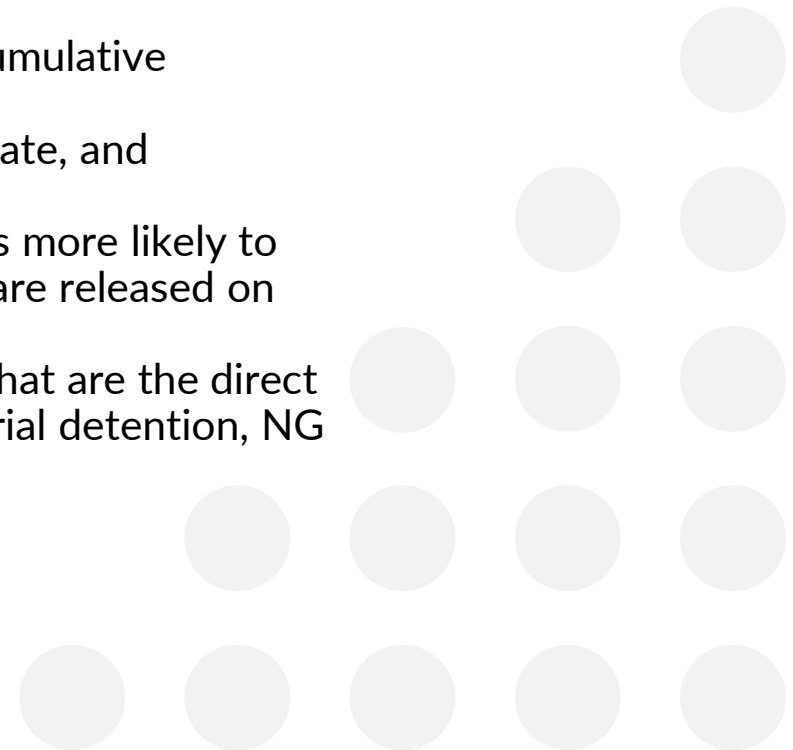 umulative
ate, and
s more likely to
are released on
hat are the direct
rial detention, NG